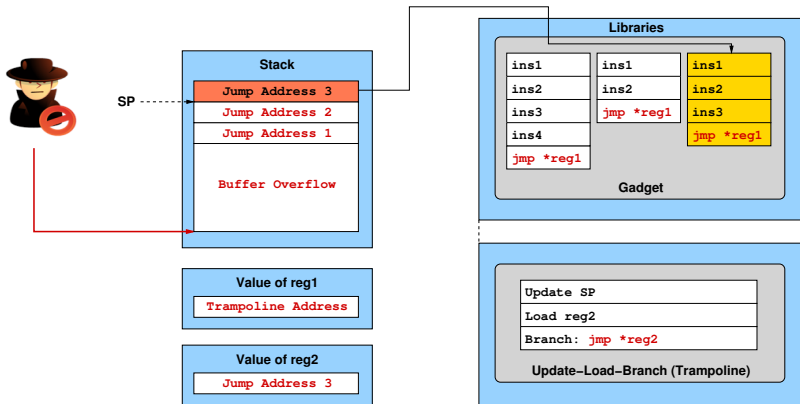 Stack
SP
Jump Address 3
Jump Address 2
Jump Address 1
Buffer Overflow
Value of reg1
Trampoline Address
Value of reg2
Jump Address 3
Libraries
ins1
ins2
ins3
ins4
jmp *reg1
ins1
ins2
jmp *reg1
ins1
ins2
ins3
jmp *reg1
Gadget
Update SP
Load reg2
Branch: jmp *reg2
Update−Load−Branch (Trampoline)